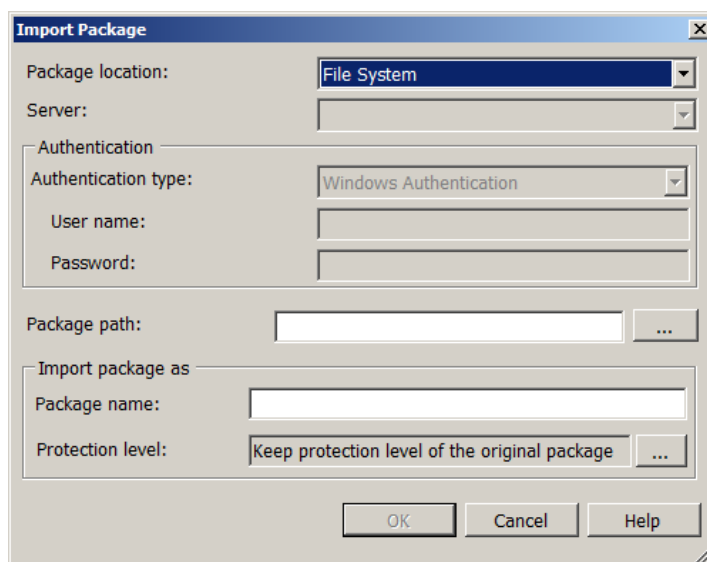 Import Package
Package location: File System
Server:
Authentication
Authentication type: Windows Authentication
User name:
Password:
Package path: ...
Import package as
Package name:
Protection level: Keep protection level of the original package ...
OK Cancel Help